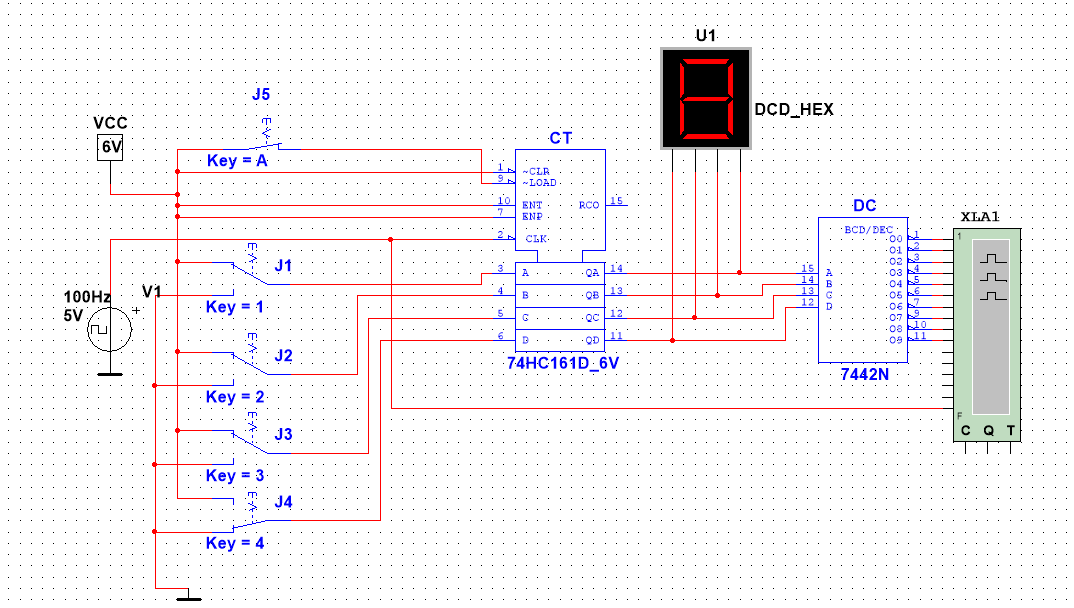 U1
DCD_HEX
J5
VCC
6V
Key = A
CT
1 ~CLR
9 ~LOAD
10 ENT
7 ENP
RCO 15
2 CLK
DC
BCD/DEC
XLA1
O0 1
O1 2
O2 3
O3 4
O4 5
O5 6
O6 7
O7 9
O8 10
O9 11
1
J1
Key = 1
3 A QA 14
4 B QB 13
5 C QC 12
6 D QD 11
15 A
14 B
13 C
12 D
100Hz
5V
V1
+
74HC161D_6V
7442N
J2
Key = 2
F
C Q T
J3
Key = 3
J4
Key = 4